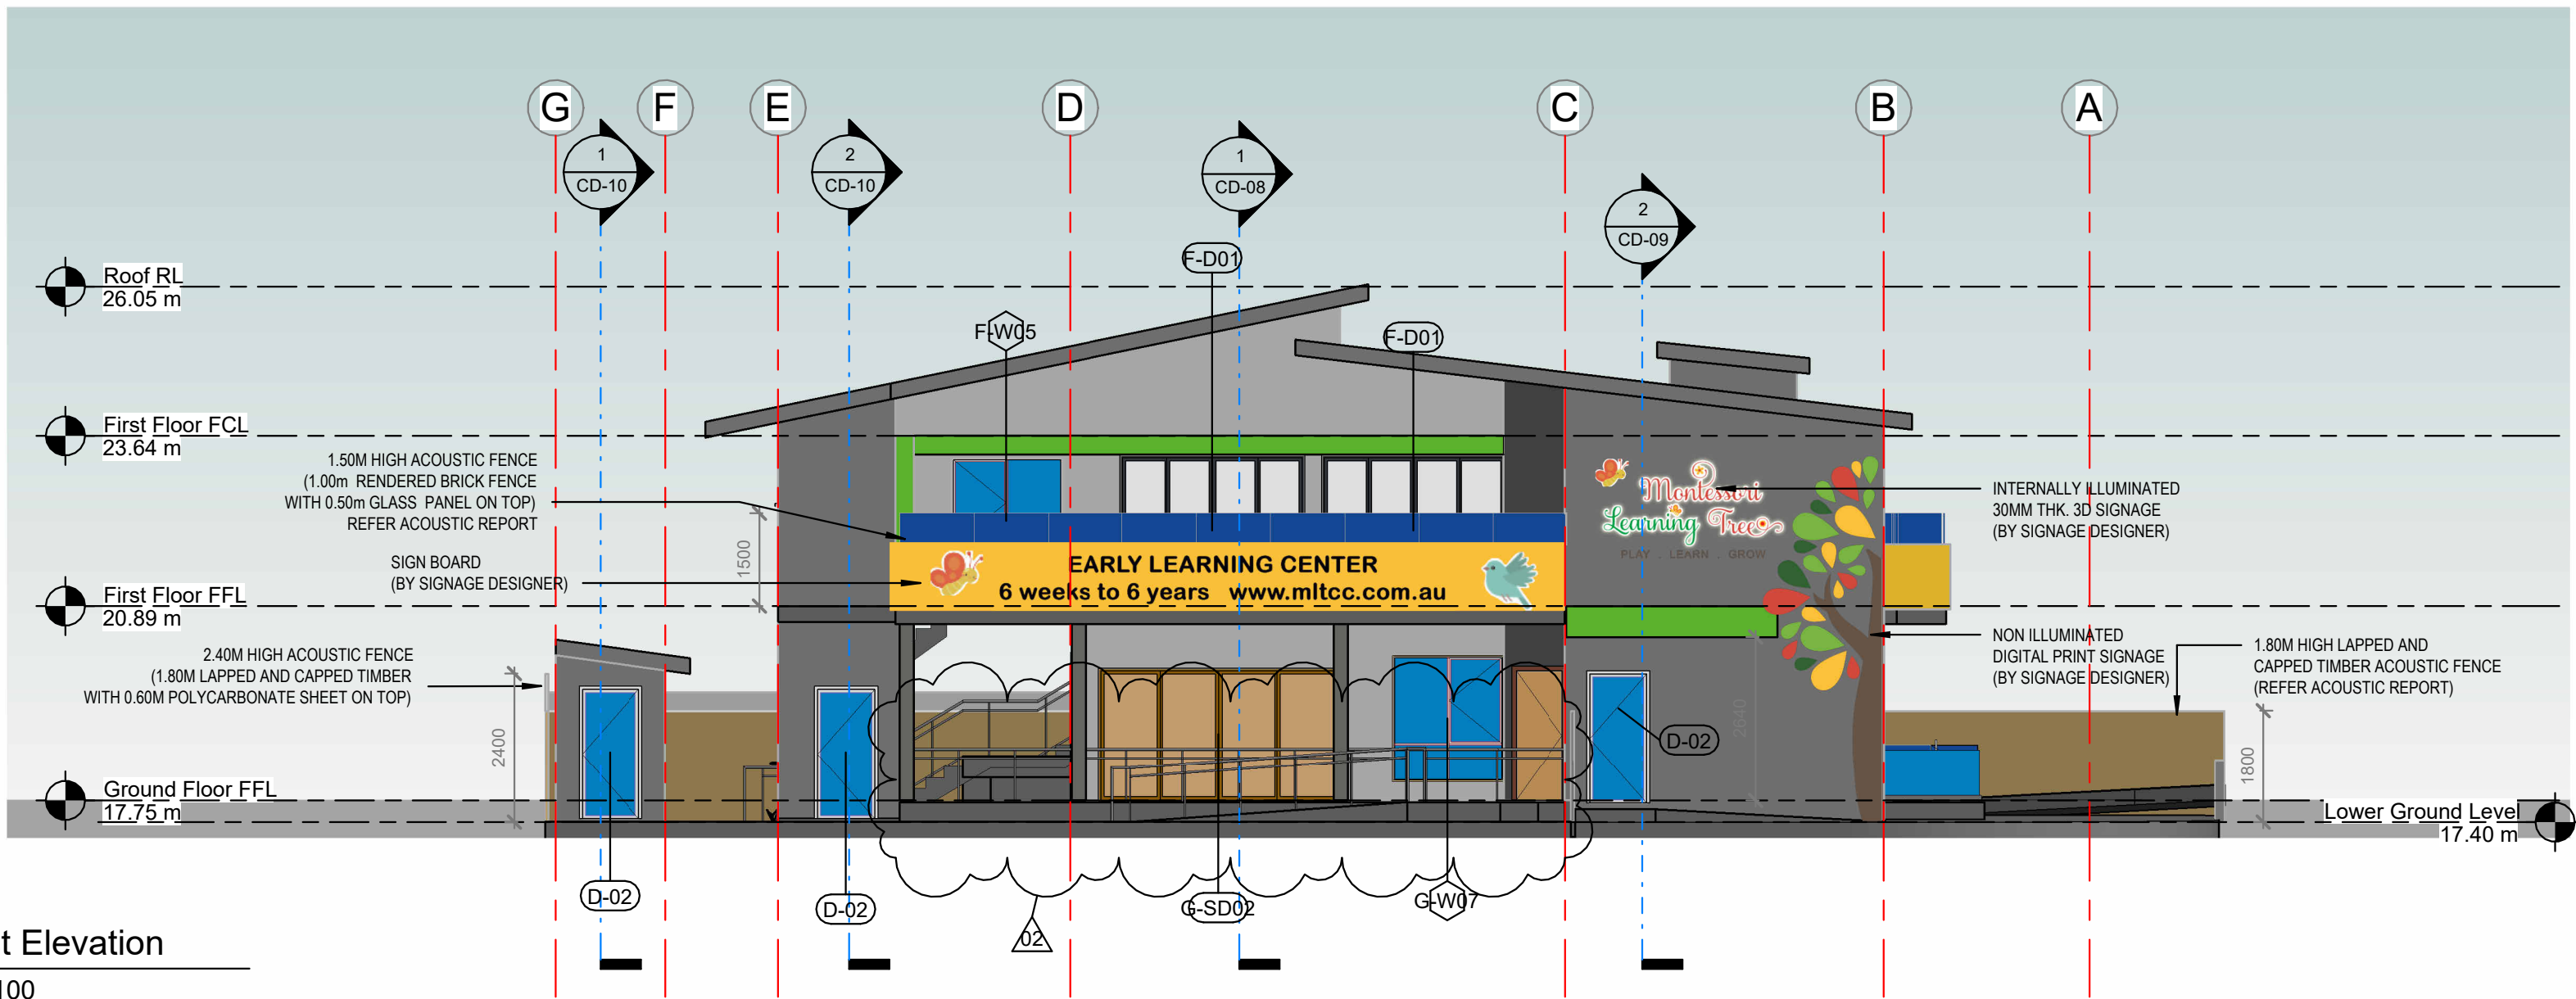 G
F
E
D
C
B
A
1
CD-10
2
CD-10
1
CD-08
2
CD-09
F-D01
F-W05
F-D01
Roof RL
26.05 m
First Floor FCL
23.64 m
1.50M HIGH ACOUSTIC FENCE
(1.00m RENDERED BRICK FENCE
WITH 0.50m GLASS PANEL ON TOP)
REFER ACOUSTIC REPORT
SIGN BOARD
(BY SIGNAGE DESIGNER)
1500
First Floor FFL
20.89 m
2.40M HIGH ACOUSTIC FENCE
(1.80M LAPPED AND CAPPED TIMBER
WITH 0.60M POLYCARBONATE SHEET ON TOP)
2400
Ground Floor FFL
17.75 m
EARLY LEARNING CENTER
6 weeks to 6 years www.mltcc.com.au
Montessori
Learning Tree
PLAY . LEARN . GROW
INTERNALLY ILLUMINATED
30MM THK. 3D SIGNAGE
(BY SIGNAGE DESIGNER)
NON ILLUMINATED
DIGITAL PRINT SIGNAGE
(BY SIGNAGE DESIGNER)
1.80M HIGH LAPPED AND
CAPPED TIMBER ACOUSTIC FENCE
(REFER ACOUSTIC REPORT)
2640
D-02
1800
Lower Ground Level
17.40 m
D-02
D-02
G-SD02
G-W07
02
t Elevation
100